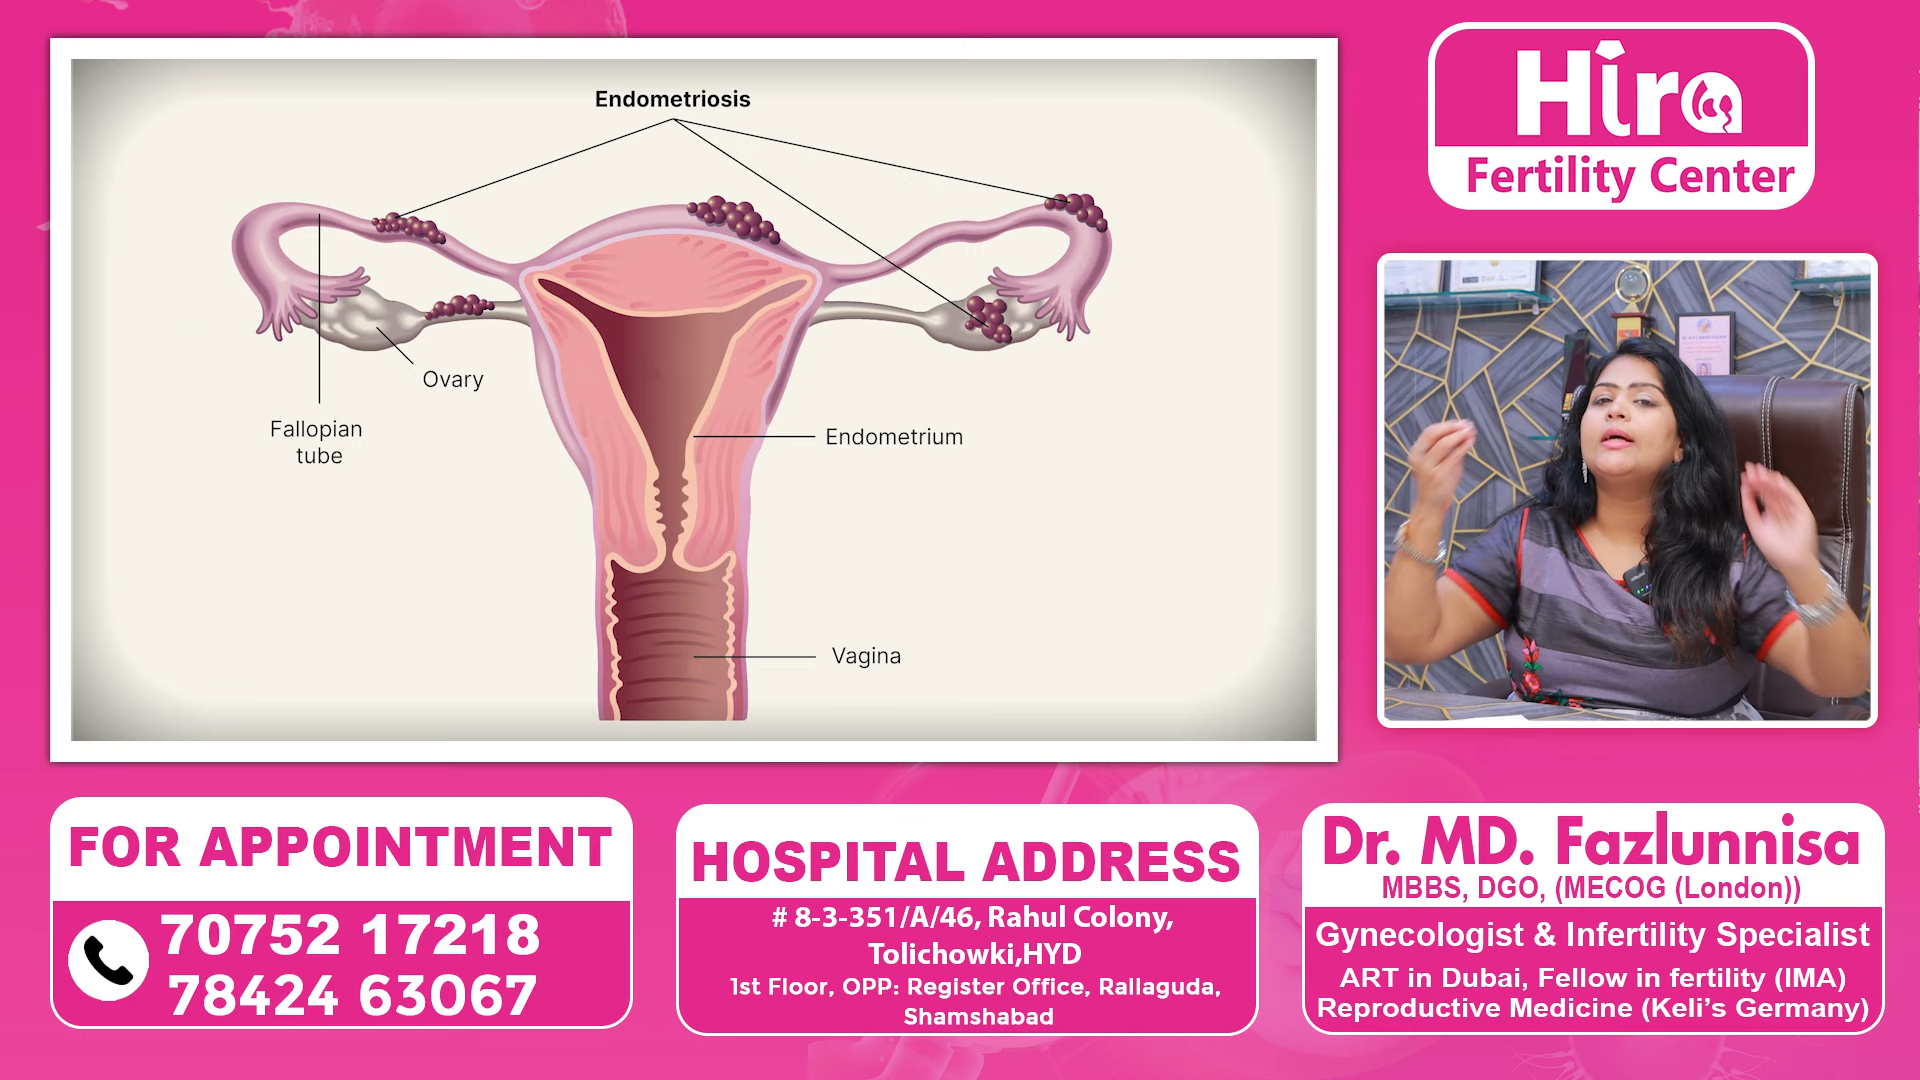 Endometriosis
Ovary
Fallopian
tube
Endometrium
Vagina
Hira
Fertility Center
FOR APPOINTMENT
70752 17218
78424 63067
HOSPITAL ADDRESS
# 8-3-351/A/46, Rahul Colony,
Tolichowki,HYD
1st Floor, OPP: Register Office, Rallaguda,
Shamshabad
Dr. MD. Fazlunnisa
MBBS, DGO, (MECOG (London))
Gynecologist & Infertility Specialist
ART in Dubai, Fellow in fertility (IMA)
Reproductive Medicine (Keli's Germany)